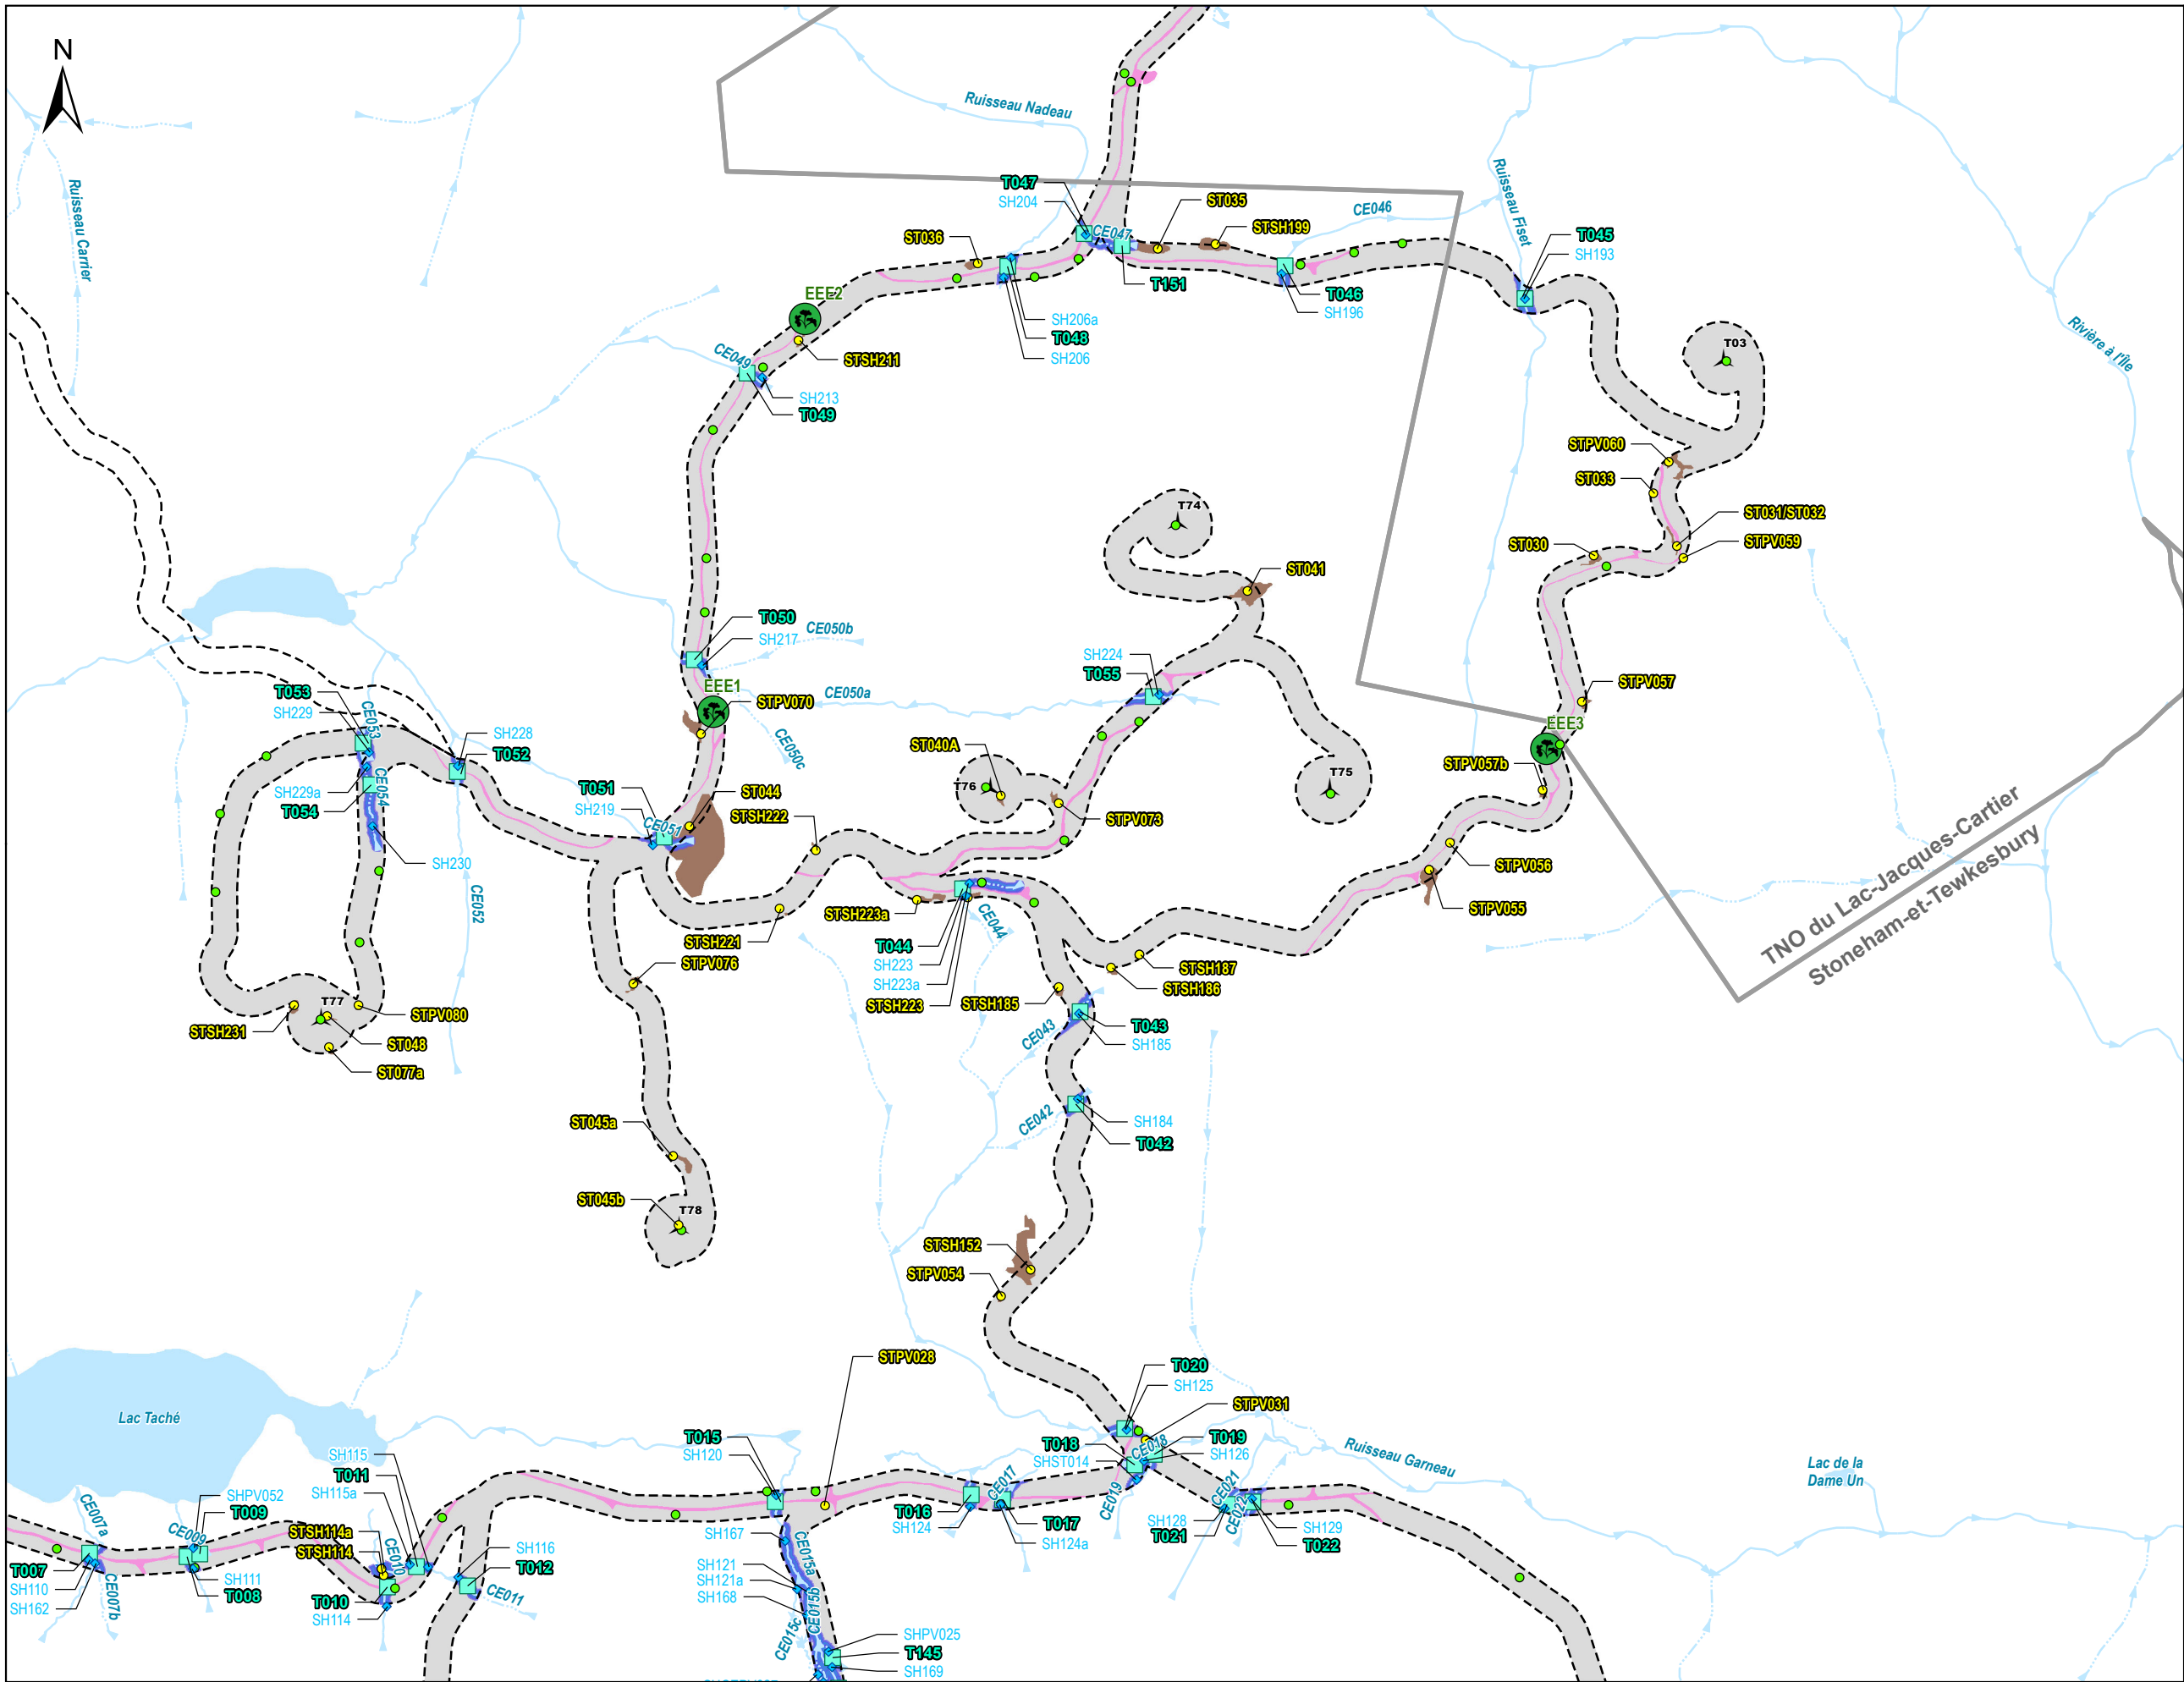 N
Ruisseau Nadeau
Ruisseau Carrier
T047
SH204
ST035
CE046
Ruisseau Fiset
STSH199
ST036
CE047
T045
SH193
T151
T046
SH196
EEE2
SH206a
T048
SH206
STSH211
CE049
SH213
T049
Rivière à l'Île
T03
STPV060
ST033
ST031/ST032
STPV059
ST030
T74
ST041
T050
SH217
CE050b
SH224
T055
EEE1
STPV070
CE050a
CE050c
STPV057
EEE3
STPV057b
T053
SH229
CE053
SH228
T052
SH229a
CE054
T054
SH230
CE052
T051
SH219
CE051
ST044
STSH222
ST040A
T76
STPV073
T75
STPV056
STPV055
TNO du Lac-Jacques-Cartier
Stoneham-et-Tewkesbury
STSH223a
CE044
T044
SH223
SH223a
STSH223
STSH221
STPV076
STSH187
STSH186
STSH185
T77
STPV080
STSH231
ST048
ST077a
T043
SH185
CE043
CE042
SH184
T042
ST045a
ST045b
T78
STSH152
STPV054
STPV028
T020
SH125
STPV031
Lac Taché
T015
SH120
T018
SHST014
CE018
T019
SH126
Ruisseau Garneau
Lac de la
Dame Un
SH115
T011
SH115a
CE007a
SHPV052
T009
CE009
STSH114a
STSH114
CE010
T007
SH110
SH162
CE007b
SH111
T008
T010
SH114
SH116
T012
CE011
SH167
CE015a
SH121
SH121a
SH168
CE015b
CE015c
SHPV025
T145
SH169
T016
SH124
CE017
T017
SH124a
CE019
CE021
SH128
T021
CE022
SH129
T022